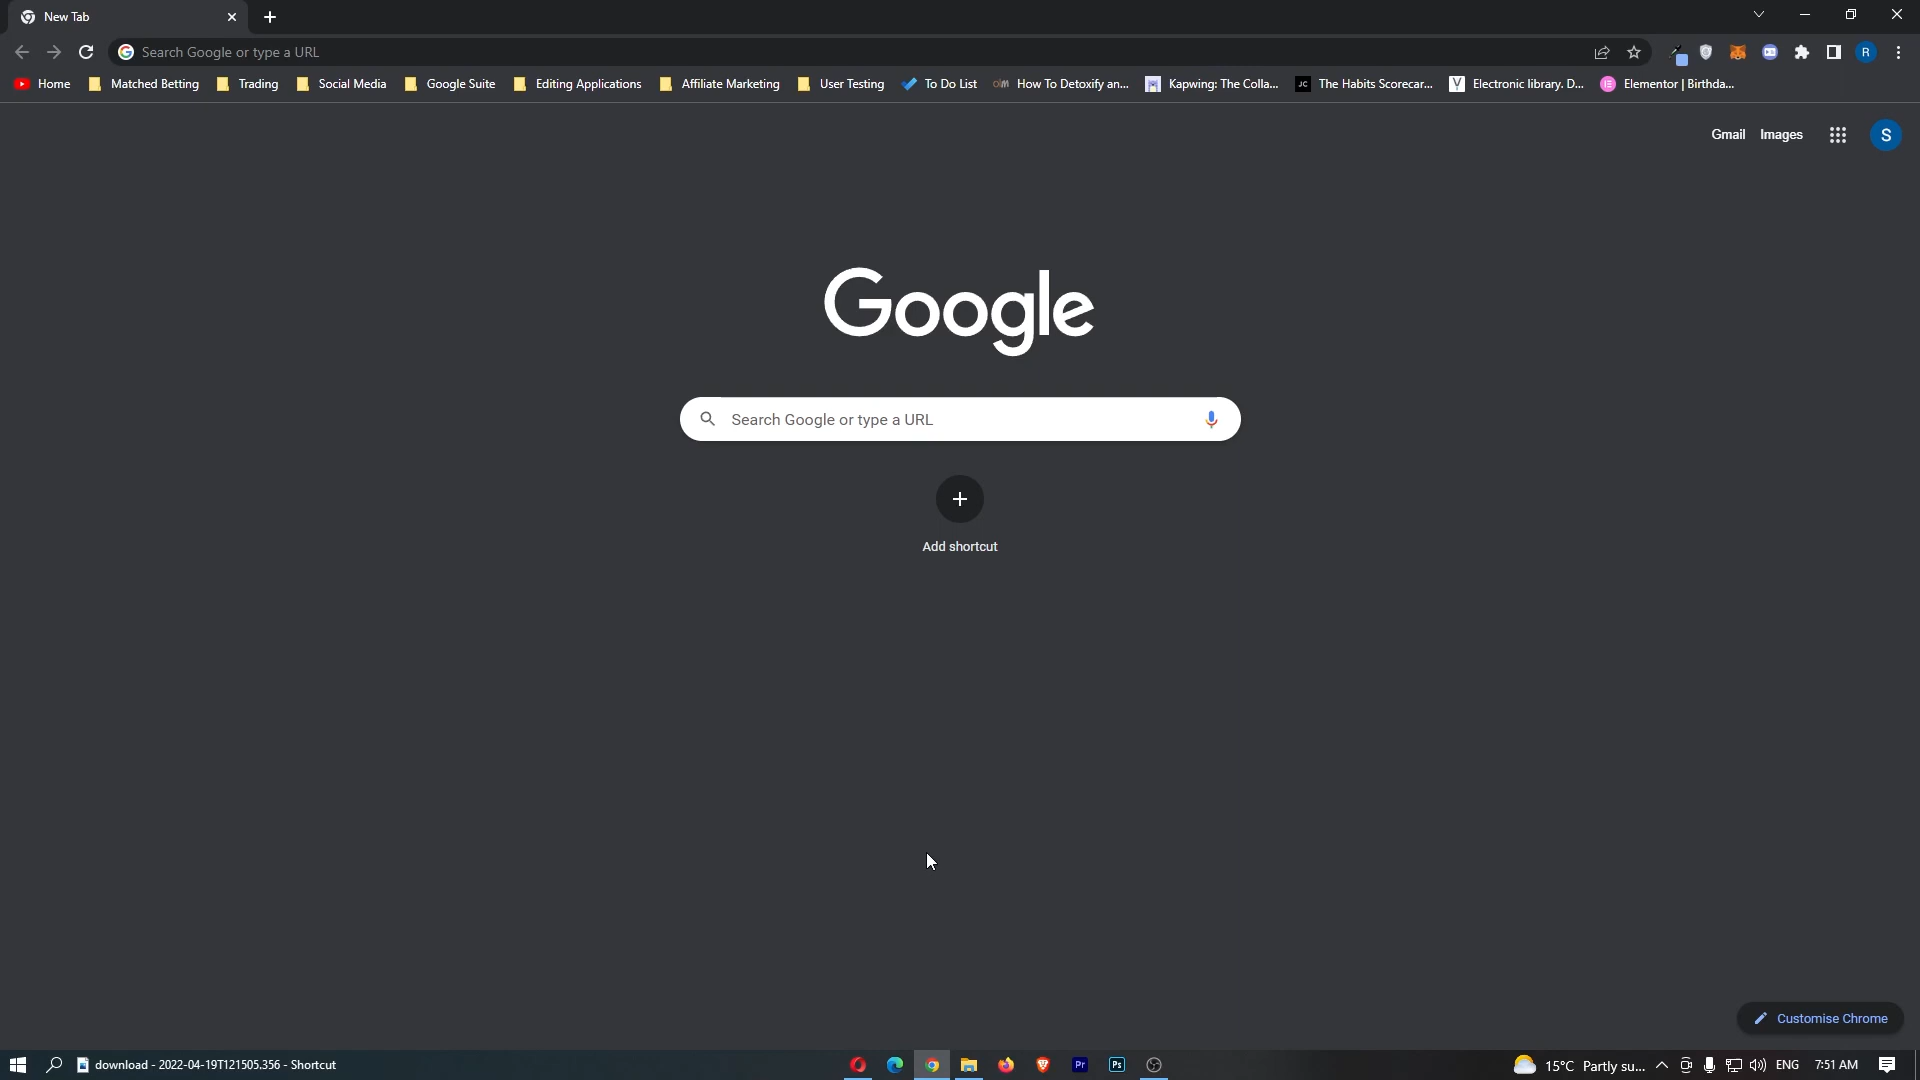 New Tab
Search Google or type a URL
R
Home Matched Betting Trading Social Media Google Suite Editing Applications Affiliate Marketing User Testing To Do List How To Detoxify an... Kapwing: The Colla... JC The Habits Scorecar... Electronic library. D... Elementor | Birthda...
Gmail Images S
Google
Search Google or type a URL
Add shortcut
Customise Chrome
download - 2022-04-19T121505.356 - Shortcut Pr Ps 15°C Partly su... ENG 7:51 AM